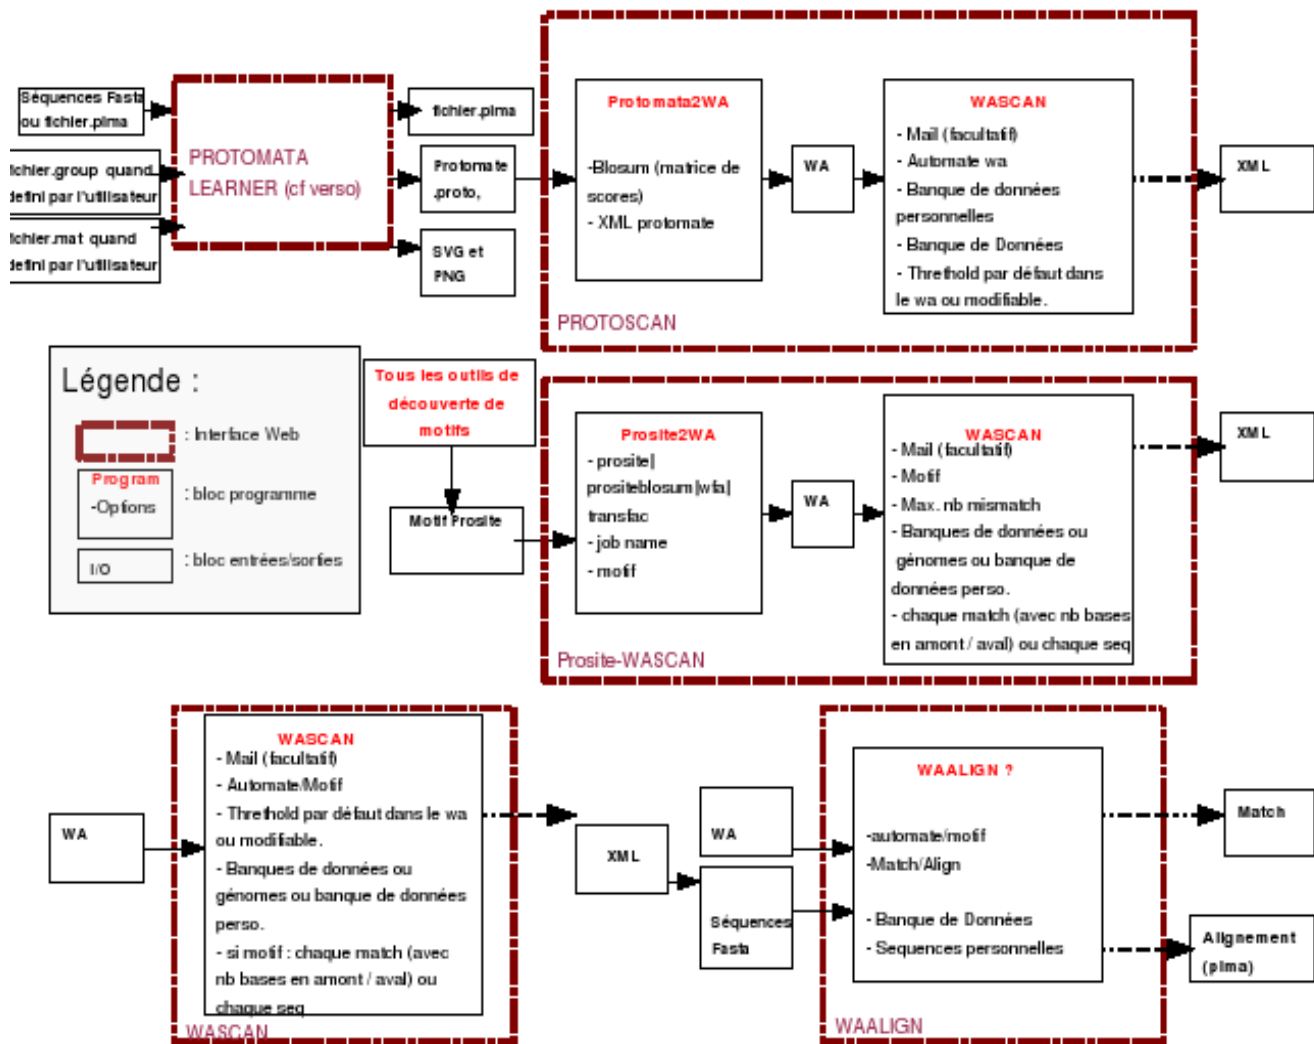 Séquences Fasta
ou fichier.plma
fichier.group quand
defini par l'utilisateur
fichier.mat quand
defini par l'utilisateur
PROTOMATA
LEARNER (cf verso)
fichier.plma
Protomate
.proto,
SVG et
PNG
Protomata2WA
-Blosum (matrice de
scores)
- XML protomate
WA
WASCAN
- Mail (facultatif)
- Automate wa
- Banque de données
personnelles
- Banque de Données
- Threthold par défaut dans
le wa ou modifiable.
PROTOSCAN
XML
Légende :
: Interface Web
Program
-Options
: bloc programme
I/O
: bloc entrées/sorties
Tous les outils de
découverte de
motifs
Motif Prosite
Prosite2WA
- prosite|
prositeblosum|wfa|
transfac
- job name
- motif
WA
WASCAN
- Mail (facultatif)
- Motif
- Max. nb mismatch
- Banques de données ou
génomes ou banque de
données perso.
- chaque match (avec nb bases
en amont / aval) ou chaque seq
Prosite-WASCAN
XML
WA
WASCAN
- Mail (facultatif)
- Automate/Motif
- Threthold par défaut dans le wa
ou modifiable.
- Banques de données ou
génomes ou banque de données
perso.
- si motif : chaque match (avec
nb bases en amont / aval) ou
chaque seq
WASCAN
XML
WA
Séquences
Fasta
WAALIGN ?
-automate/motif
-Match/Align
- Banque de Données
- Sequences personnelles
WAALIGN
Match
Alignement
(plma)